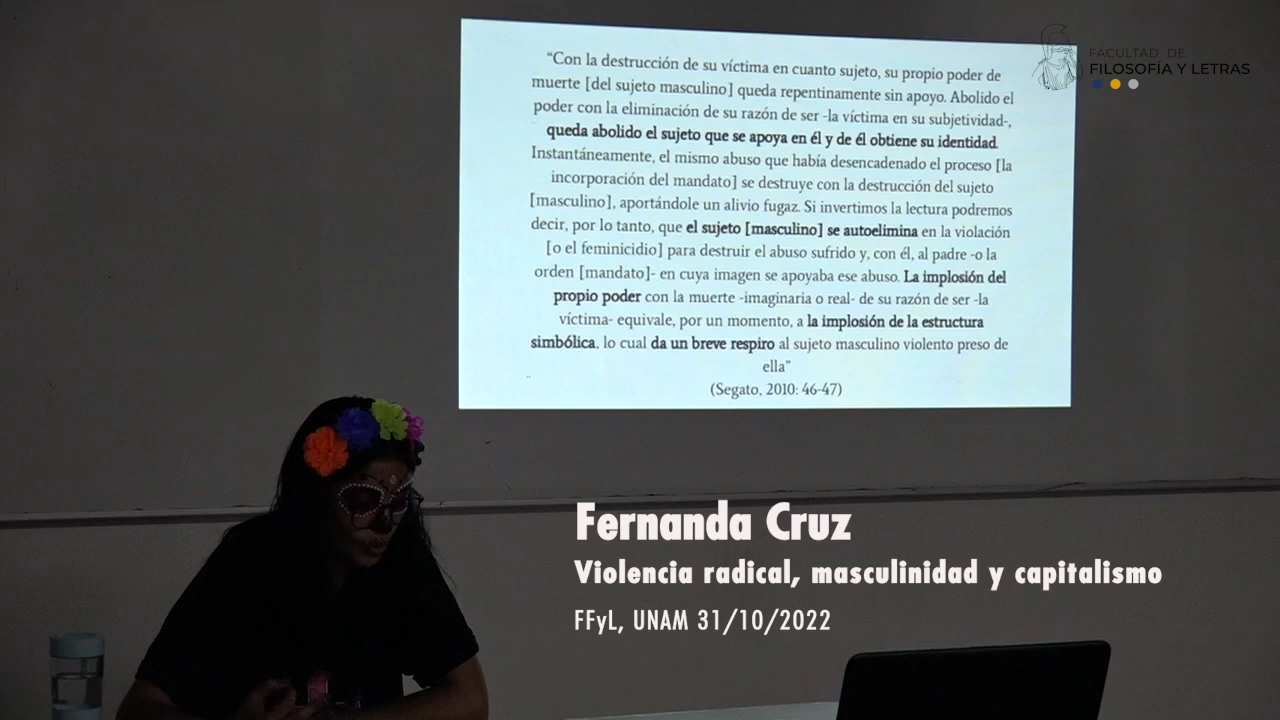 “Con la destrucción de su víctima en cuanto sujeto, su propio poder de
muerte [del sujeto masculino] queda repentinamente sin apoyo. Abolido el
poder con la eliminación de su razón de ser -la víctima en su subjetividad-,
queda abolido el sujeto que se apoya en él y de él obtiene su identidad.
Instantáneamente, el mismo abuso que había desencadenado el proceso [la
incorporación del mandato] se destruye con la destrucción del sujeto
[masculino], aportándole un alivio fugaz. Si invertimos la lectura podremos
decir, por lo tanto, que el sujeto [masculino] se autoelimina en la violación
[o el feminicidio] para destruir el abuso sufrido y, con él, al padre -o la
orden [mandato]- en cuya imagen se apoyaba ese abuso. La implosión del
propio poder con la muerte -imaginaria o real- de su razón de ser -la
víctima- equivale, por un momento, a la implosión de la estructura
simbólica, lo cual da un breve respiro al sujeto masculino violento preso de
ella”
(Segato, 2010: 46-47)
FACULTAD DE
FILOSOFÍA Y LETRAS
Fernanda Cruz
Violencia radical, masculinidad y capitalismo
FFyL, UNAM 31/10/2022